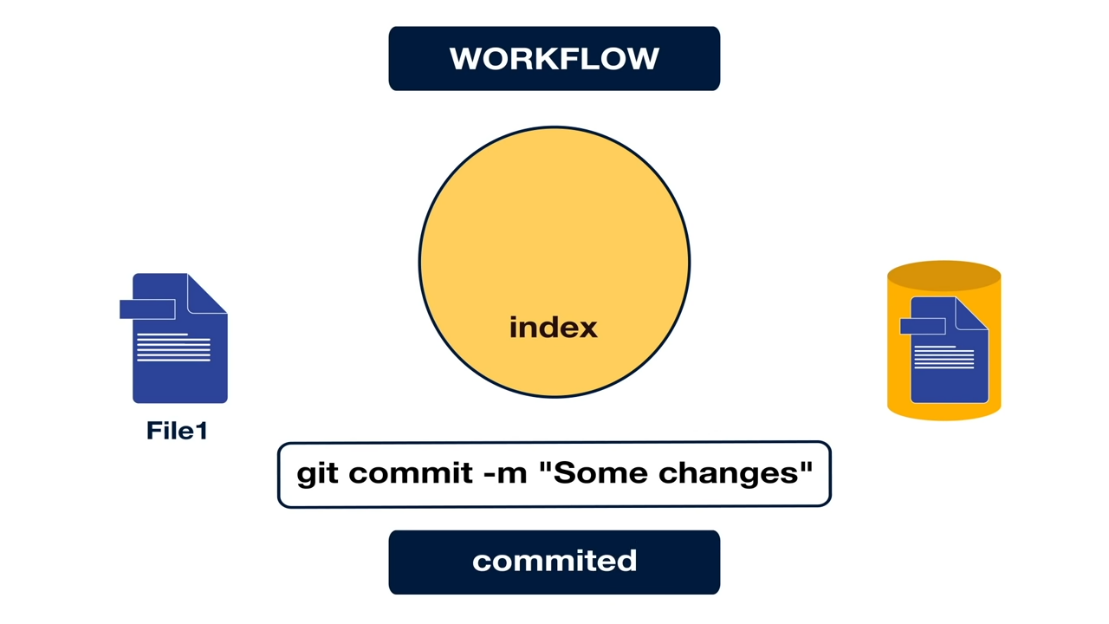 WORKFLOW
index
File1
git commit -m "Some changes"
commited